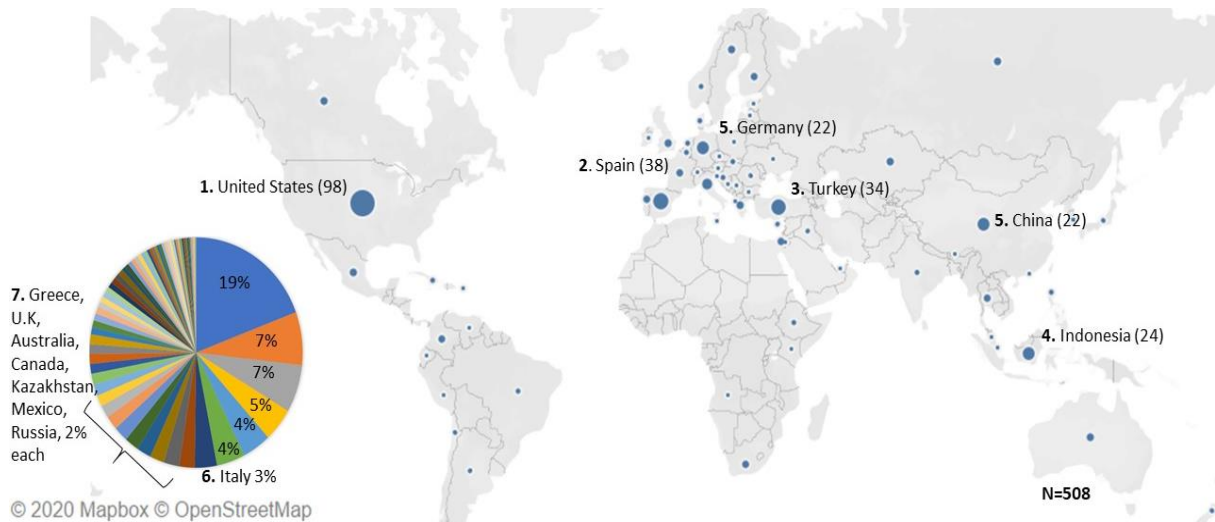 5. Germany (22)
2. Spain (38)
1. United States (98)
3. Turkey (34)
5. China (22)
19%
7. Greece,
U.K,
Australia,
Canada,
Kazakhstan,
Mexico,
Russia, 2%
each
7%
7%
5%
4%
4%
4. Indonesia (24)
6. Italy 3%
N=508
© 2020 Mapbox © OpenStreetMap